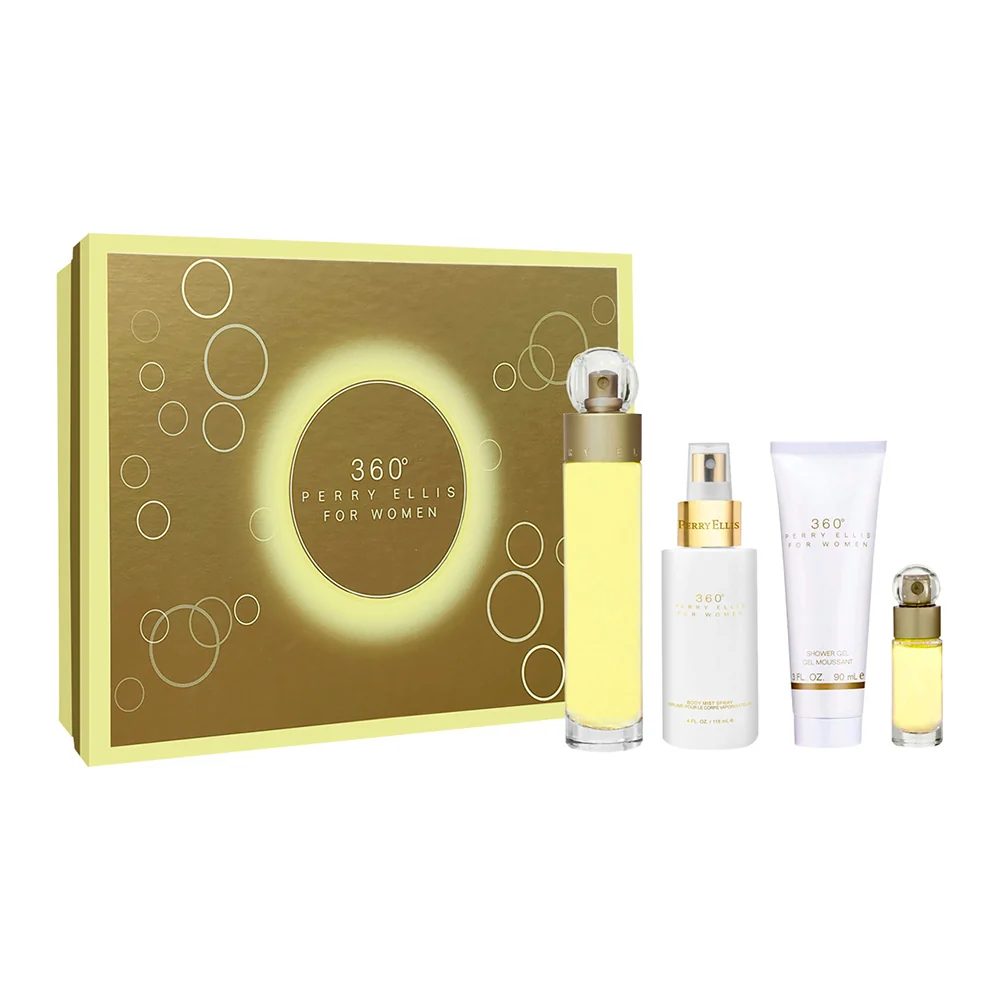 360°
PERRY ELLIS
FOR WOMEN
PERRY ELLIS
360°
PERRY ELLIS
FOR WOMEN
BODY MIST SPRAY
4 FL. OZ. / 118 mL e
360°
PERRY ELLIS
FOR WOMEN
SHOWER GEL
GEL MOUSSANT
3 FL. OZ. 90 mL e